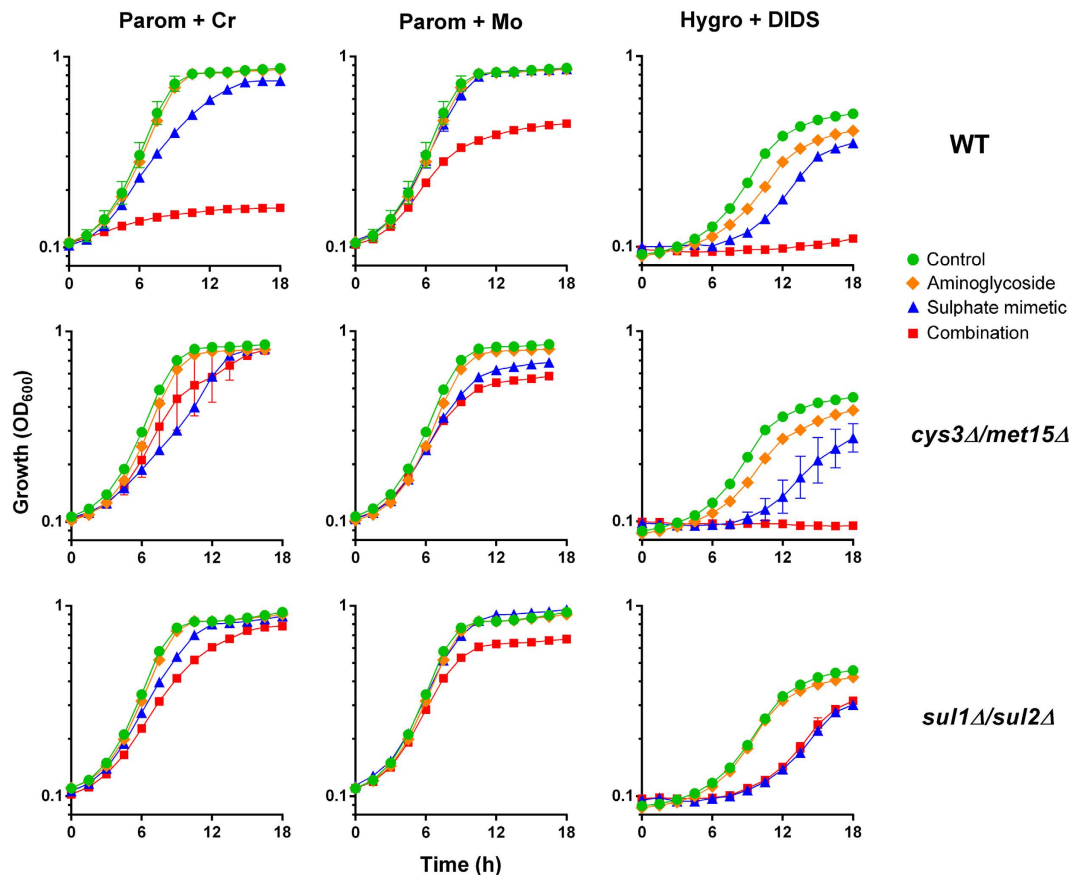 Parom + Cr
Parom + Mo
Hygro + DIDS
1
0.1
0 6 12 18
1
0.1
0 6 12 18
1
0.1
0 6 12 18
WT
Control
Aminoglycoside
Sulphate mimetic
Combination
Growth (OD600)
1
0.1
0 6 12 18
1
0.1
0 6 12 18
1
0.1
0 6 12 18
cys3Δ/met15Δ
1
0.1
0 6 12 18
1
0.1
0 6 12 18
1
0.1
0 6 12 18
sul1Δ/sul2Δ
Time (h)